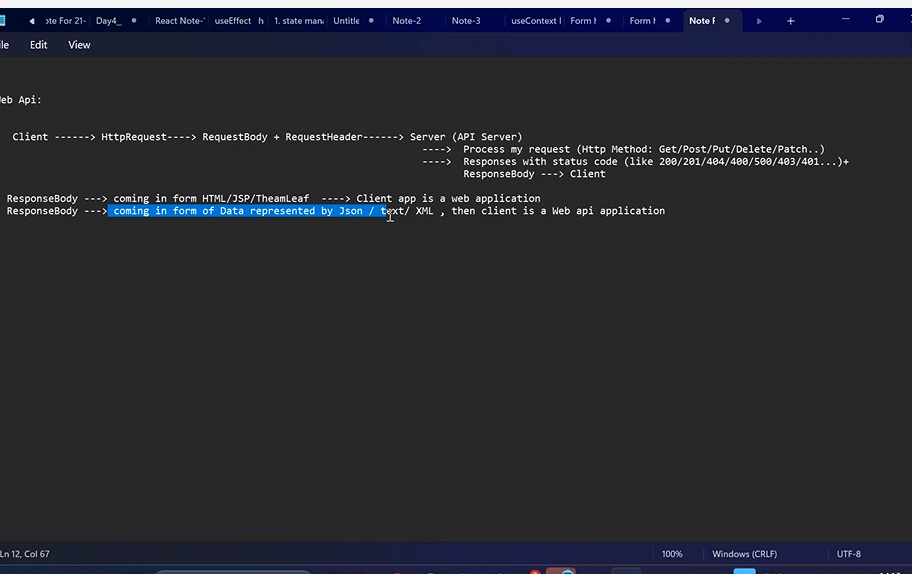 ote For 21- Day4_ React Note-' useEffect h 1. state mana Untitle Note-2 Note-3 useContext I Form Form Note F
ile Edit View
Web Api:
Client ------> HttpRequest----> RequestBody + RequestHeader------> Server (API Server)
----> Process my request (Http Method: Get/Post/Put/Delete/Patch..)
----> Responses with status code (like 200/201/404/400/500/403/401...)+
ResponseBody ---> Client
ResponseBody ---> coming in form HTML/JSP/TheamLeaf ----> Client app is a web application
ResponseBody ---> coming in form of Data represented by Json / text/ XML , then client is a Web api application
Ln 12, Col 67 100% Windows (CRLF) UTF-8